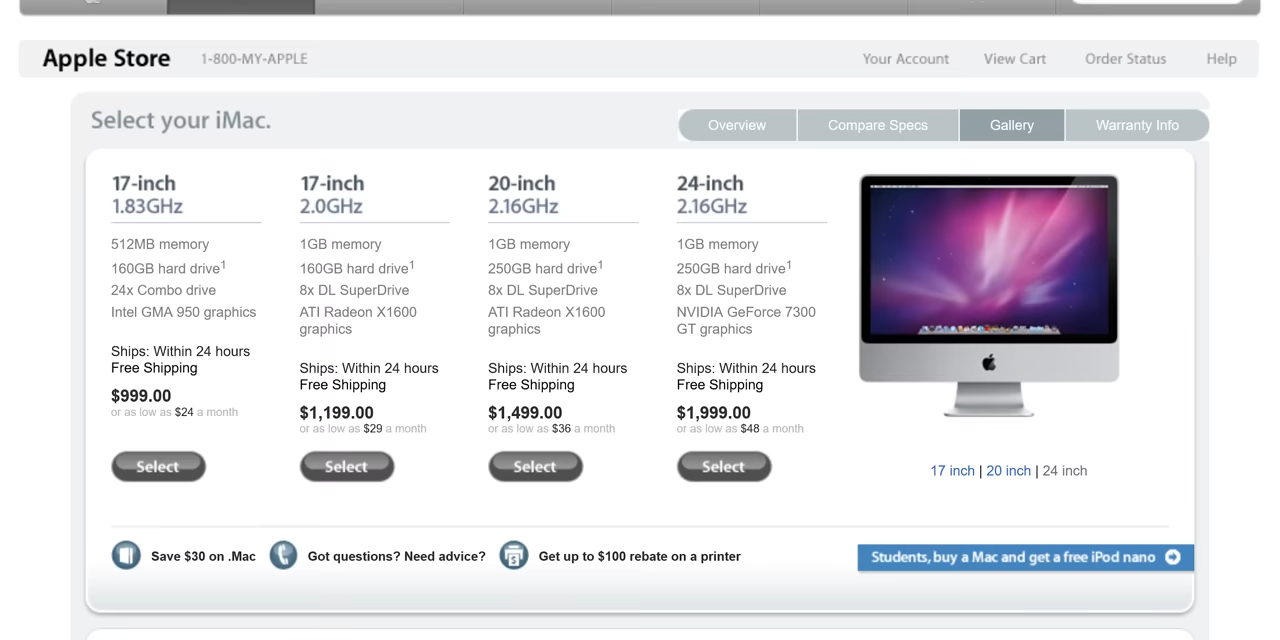 Apple Store 1-800-MY-APPLE Your Account View Cart Order Status Help
Select your iMac.
Overview Compare Specs Gallery Warranty Info
17-inch
1.83GHz
512MB memory
160GB hard drive1
24x Combo drive
Intel GMA 950 graphics
Ships: Within 24 hours
Free Shipping
$999.00
or as low as $24 a month
Select
17-inch
2.0GHz
1GB memory
160GB hard drive1
8x DL SuperDrive
ATI Radeon X1600
graphics
Ships: Within 24 hours
Free Shipping
$1,199.00
or as low as $29 a month
Select
20-inch
2.16GHz
1GB memory
250GB hard drive1
8x DL SuperDrive
ATI Radeon X1600
graphics
Ships: Within 24 hours
Free Shipping
$1,499.00
or as low as $36 a month
Select
24-inch
2.16GHz
1GB memory
250GB hard drive1
8x DL SuperDrive
NVIDIA GeForce 7300
GT graphics
Ships: Within 24 hours
Free Shipping
$1,999.00
or as low as $48 a month
Select
17 inch | 20 inch | 24 inch
Save $30 on .Mac
Got questions? Need advice?
Get up to $100 rebate on a printer
Students, buy a Mac and get a free iPod nano